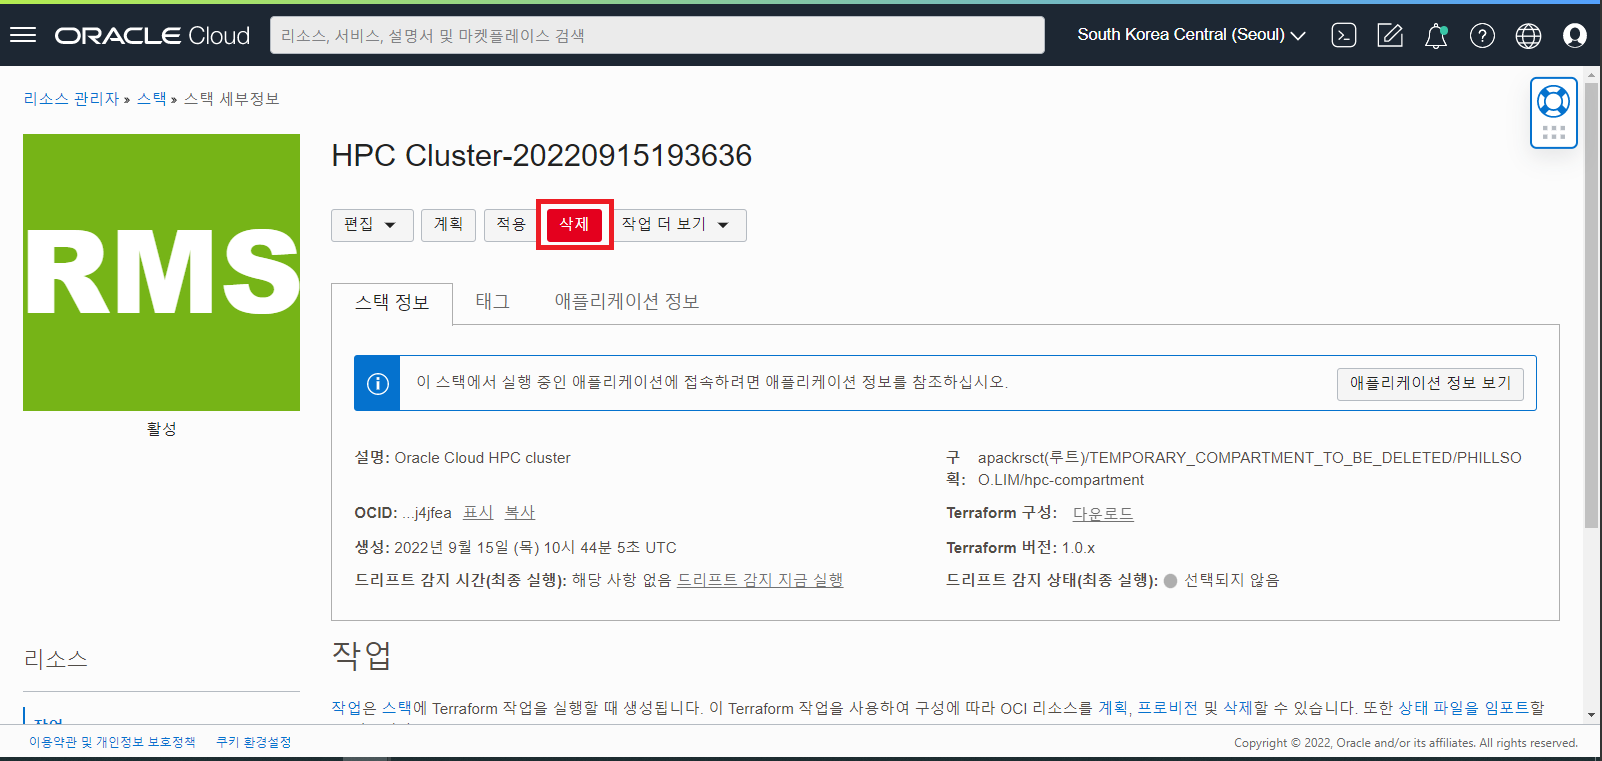 ORACLE Cloud
리소스, 서비스, 설명서 및 마켓플레이스 검색
South Korea Central (Seoul)
리소스 관리자 » 스택 » 스택 세부정보
RMS
활성
HPC Cluster-20220915193636
편집
계획
적용
삭제
작업 더 보기
스택 정보
태그
애플리케이션 정보
이 스택에서 실행 중인 애플리케이션에 접속하려면 애플리케이션 정보를 참조하십시오.
애플리케이션 정보 보기
설명: Oracle Cloud HPC cluster
구획: apackrsct(루트)/TEMPORARY_COMPARTMENT_TO_BE_DELETED/PHILLSO
O.LIM/hpc-compartment
OCID: ...j4jfea 표시 복사
Terraform 구성: 다운로드
생성: 2022년 9월 15일 (목) 10시 44분 5초 UTC
Terraform 버전: 1.0.x
드리프트 감지 시간(최종 실행): 해당 사항 없음 드리프트 감지 지금 실행
드리프트 감지 상태(최종 실행): 선택되지 않음
리소스
작업
작업
작업은 스택에 Terraform 작업을 실행할 때 생성됩니다. 이 Terraform 작업을 사용하여 구성에 따라 OCI 리소스를 계획, 프로비전 및 삭제할 수 있습니다. 또한 상태 파일을 임포트할
이용약관 및 개인정보 보호정책
쿠키 환경설정
Copyright © 2022, Oracle and/or its affiliates. All rights reserved.